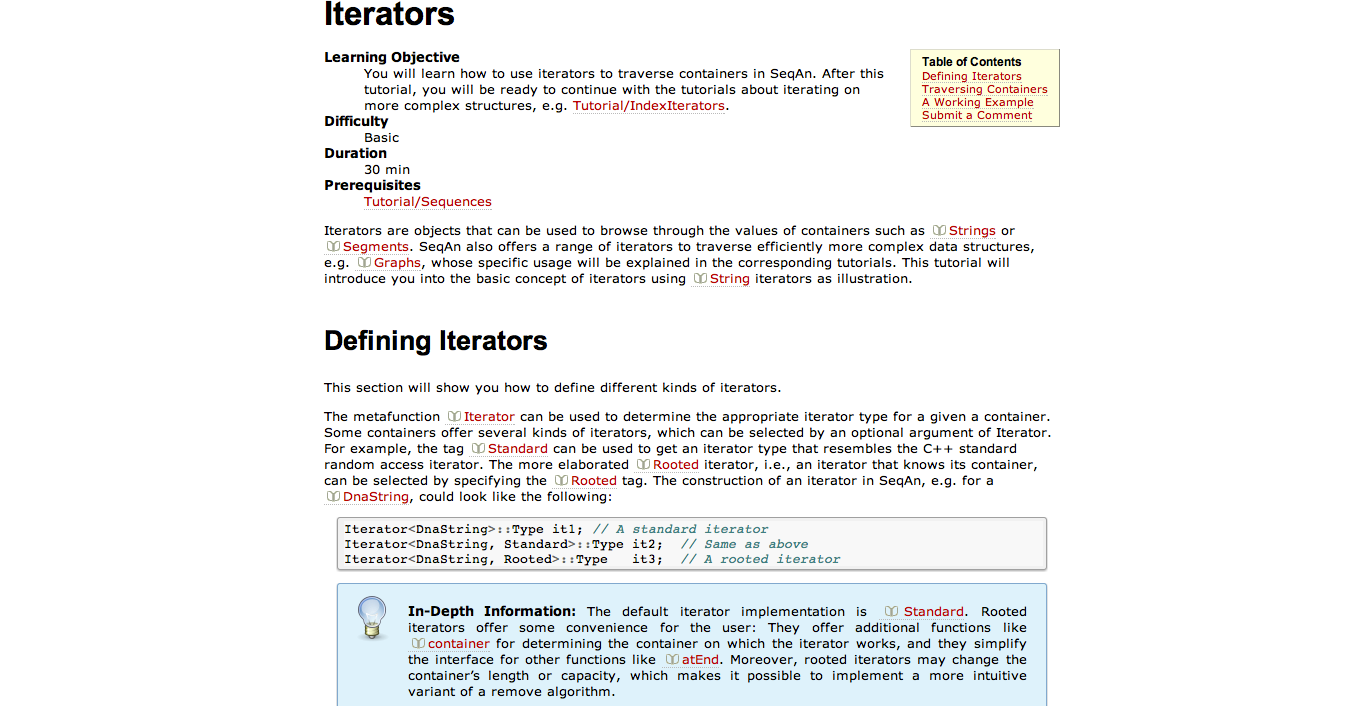 Iterators
Learning Objective
You will learn how to use iterators to traverse containers in SeqAn. After this
tutorial, you will be ready to continue with the tutorials about iterating on
more complex structures, e.g. Tutorial/IndexIterators.
Difficulty
Basic
Duration
30 min
Prerequisites
Tutorial/Sequences
Table of Contents
Defining Iterators
Traversing Containers
A Working Example
Submit a Comment
Iterators are objects that can be used to browse through the values of containers such as Strings or
Segments. SeqAn also offers a range of iterators to traverse efficiently more complex data structures,
e.g. Graphs, whose specific usage will be explained in the corresponding tutorials. This tutorial will
introduce you into the basic concept of iterators using String iterators as illustration.
Defining Iterators
This section will show you how to define different kinds of iterators.
The metafunction Iterator can be used to determine the appropriate iterator type for a given a container.
Some containers offer several kinds of iterators, which can be selected by an optional argument of Iterator.
For example, the tag Standard can be used to get an iterator type that resembles the C++ standard
random access iterator. The more elaborated Rooted iterator, i.e., an iterator that knows its container,
can be selected by specifying the Rooted tag. The construction of an iterator in SeqAn, e.g. for a
DnaString, could look like the following:
Iterator<DnaString>::Type it1; // A standard iterator
Iterator<DnaString, Standard>::Type it2;  // Same as above
Iterator<DnaString, Rooted>::Type   it3;  // A rooted iterator
In-Depth Information: The default iterator implementation is Standard. Rooted
iterators offer some convenience for the user: They offer additional functions like
container for determining the container on which the iterator works, and they simplify
the interface for other functions like atEnd. Moreover, rooted iterators may change the
container’s length or capacity, which makes it possible to implement a more intuitive
variant of a remove algorithm.